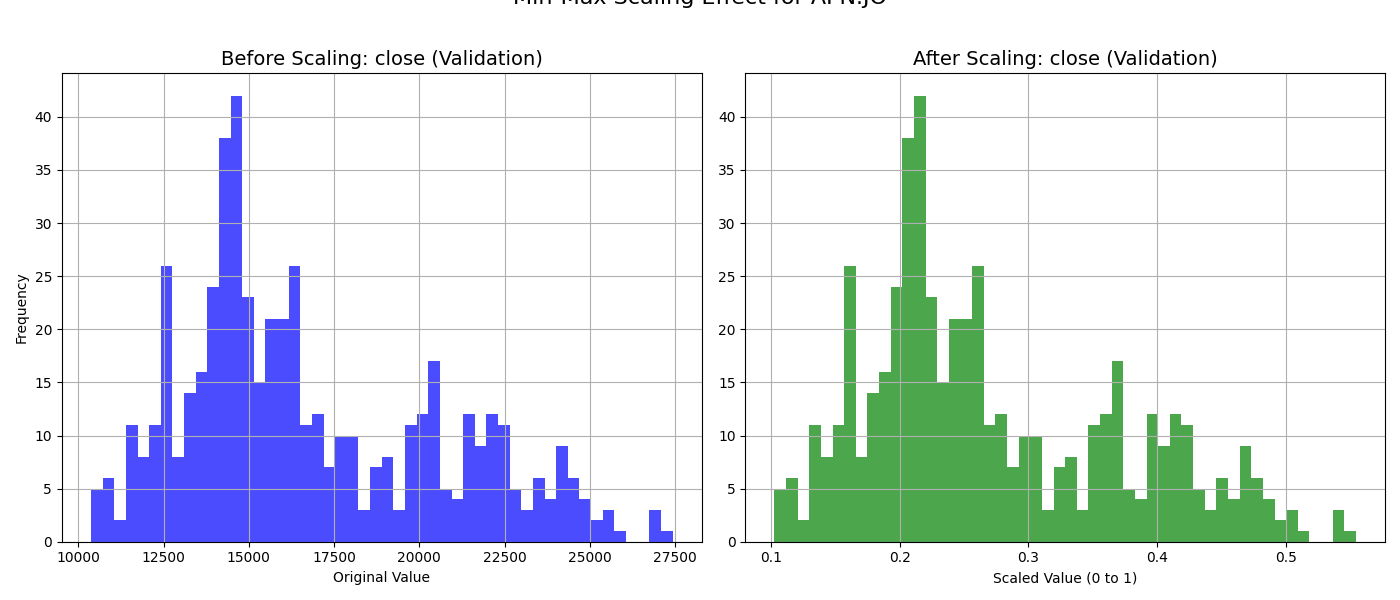 Min-Max Scaling Effect for APN.JO
Before Scaling: close (Validation)
After Scaling: close (Validation)
Frequency
40
35
30
25
20
15
10
5
0
10000 12500 15000 17500 20000 22500 25000 27500
Original Value
40
35
30
25
20
15
10
5
0
0.1 0.2 0.3 0.4 0.5
Scaled Value (0 to 1)